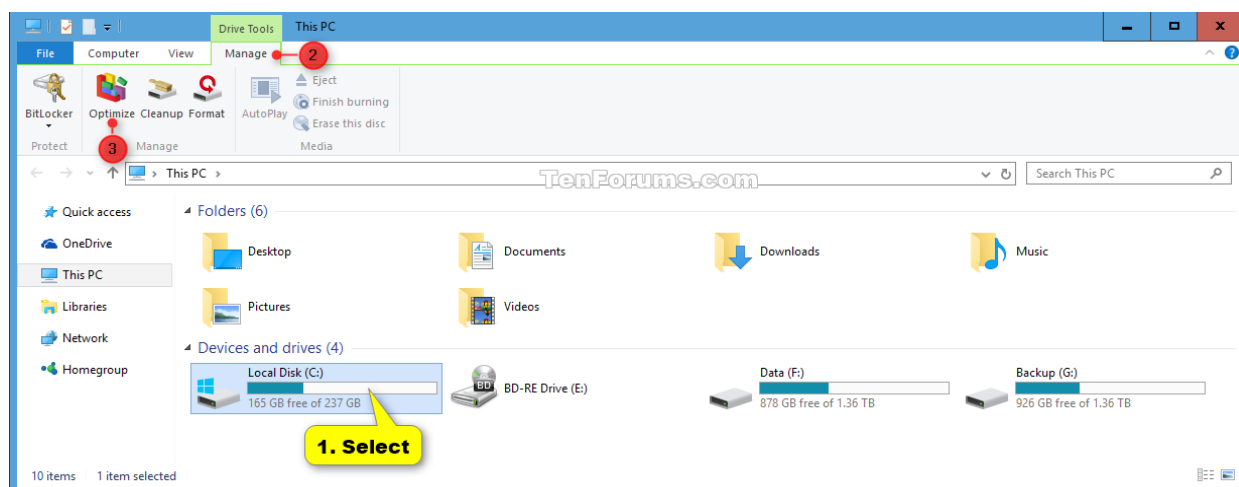 Drive Tools This PC
File Computer View Manage 2
BitLocker Optimize Cleanup Format AutoPlay Eject
Finish burning
Erase this disc
Protect 3 Manage Media
This PC
TenForums.com
Search This PC
Quick access
OneDrive
This PC
Libraries
Network
Homegroup
Folders (6)
Desktop Documents Downloads Music
Pictures Videos
Devices and drives (4)
Local Disk (C:)
165 GB free of 237 GB
BD BD-RE Drive (E:)
Data (F:)
878 GB free of 1.36 TB
Backup (G:)
926 GB free of 1.36 TB
1. Select
10 items 1 item selected